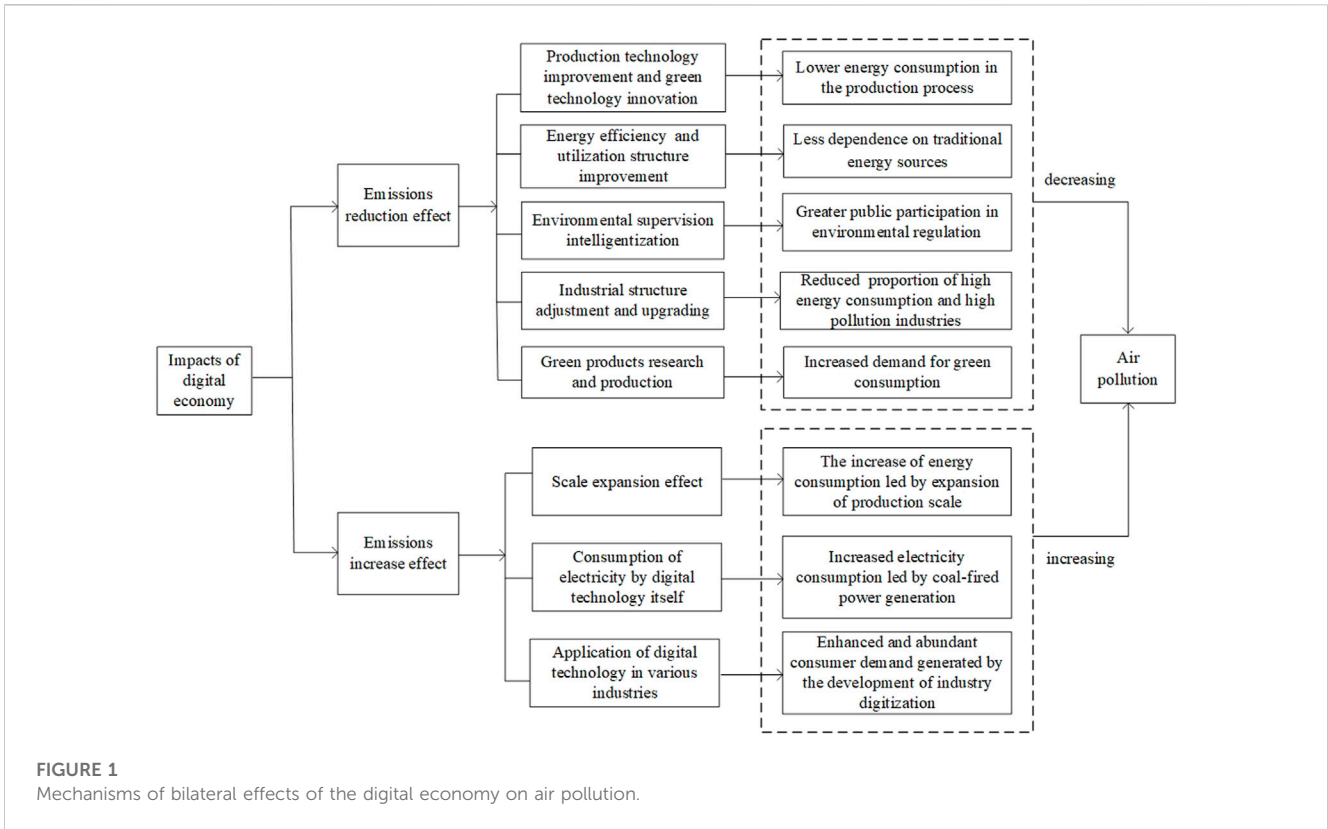 Production technology
improvement and green
technology innovation
Lower energy consumption in
the production process
Energy efficiency and
utilization structure
improvement
Less dependence on traditional
energy sources
Emissions
reduction effect
decreasing
Environmental supervision
intelligentization
Greater public participation in
environmental regulation
Industrial structure
adjustment and upgrading
Reduced proportion of high
energy consumption and high
pollution industries
Impacts of
digital
economy
Green products research
and production
Increased demand for green
consumption
Air
pollution
Scale expansion effect
The increase of energy
consumption led by expansion
of production scale
Emissions
increase effect
Consumption of
electricity by digital
technology itself
Increased electricity
consumption led by coal-fired
power generation
increasing
Application of digital
technology in various
industries
Enhanced and abundant
consumer demand generated by
the development of industry
digitization
FIGURE 1
Mechanisms of bilateral effects of the digital economy on air pollution.